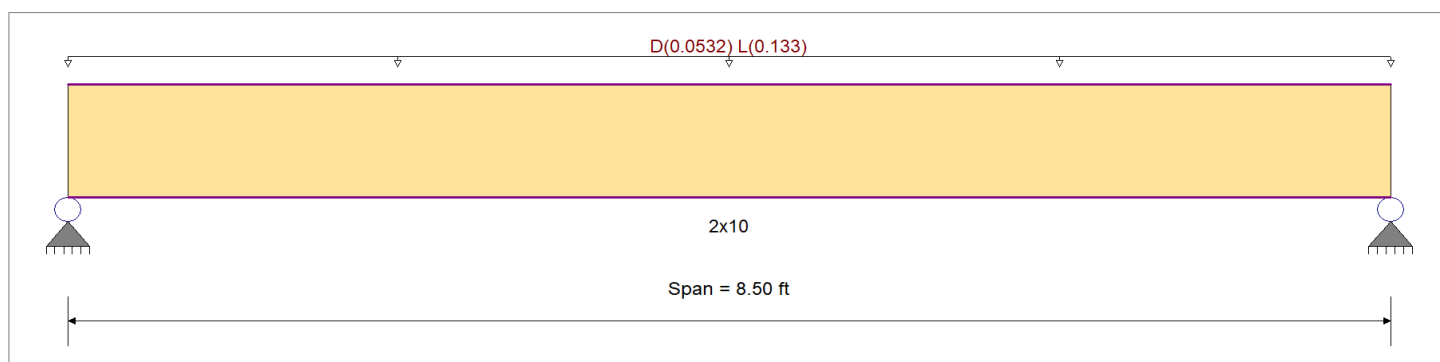 D(0.0532) L(0.133)
2x10
Span = 8.50 ft